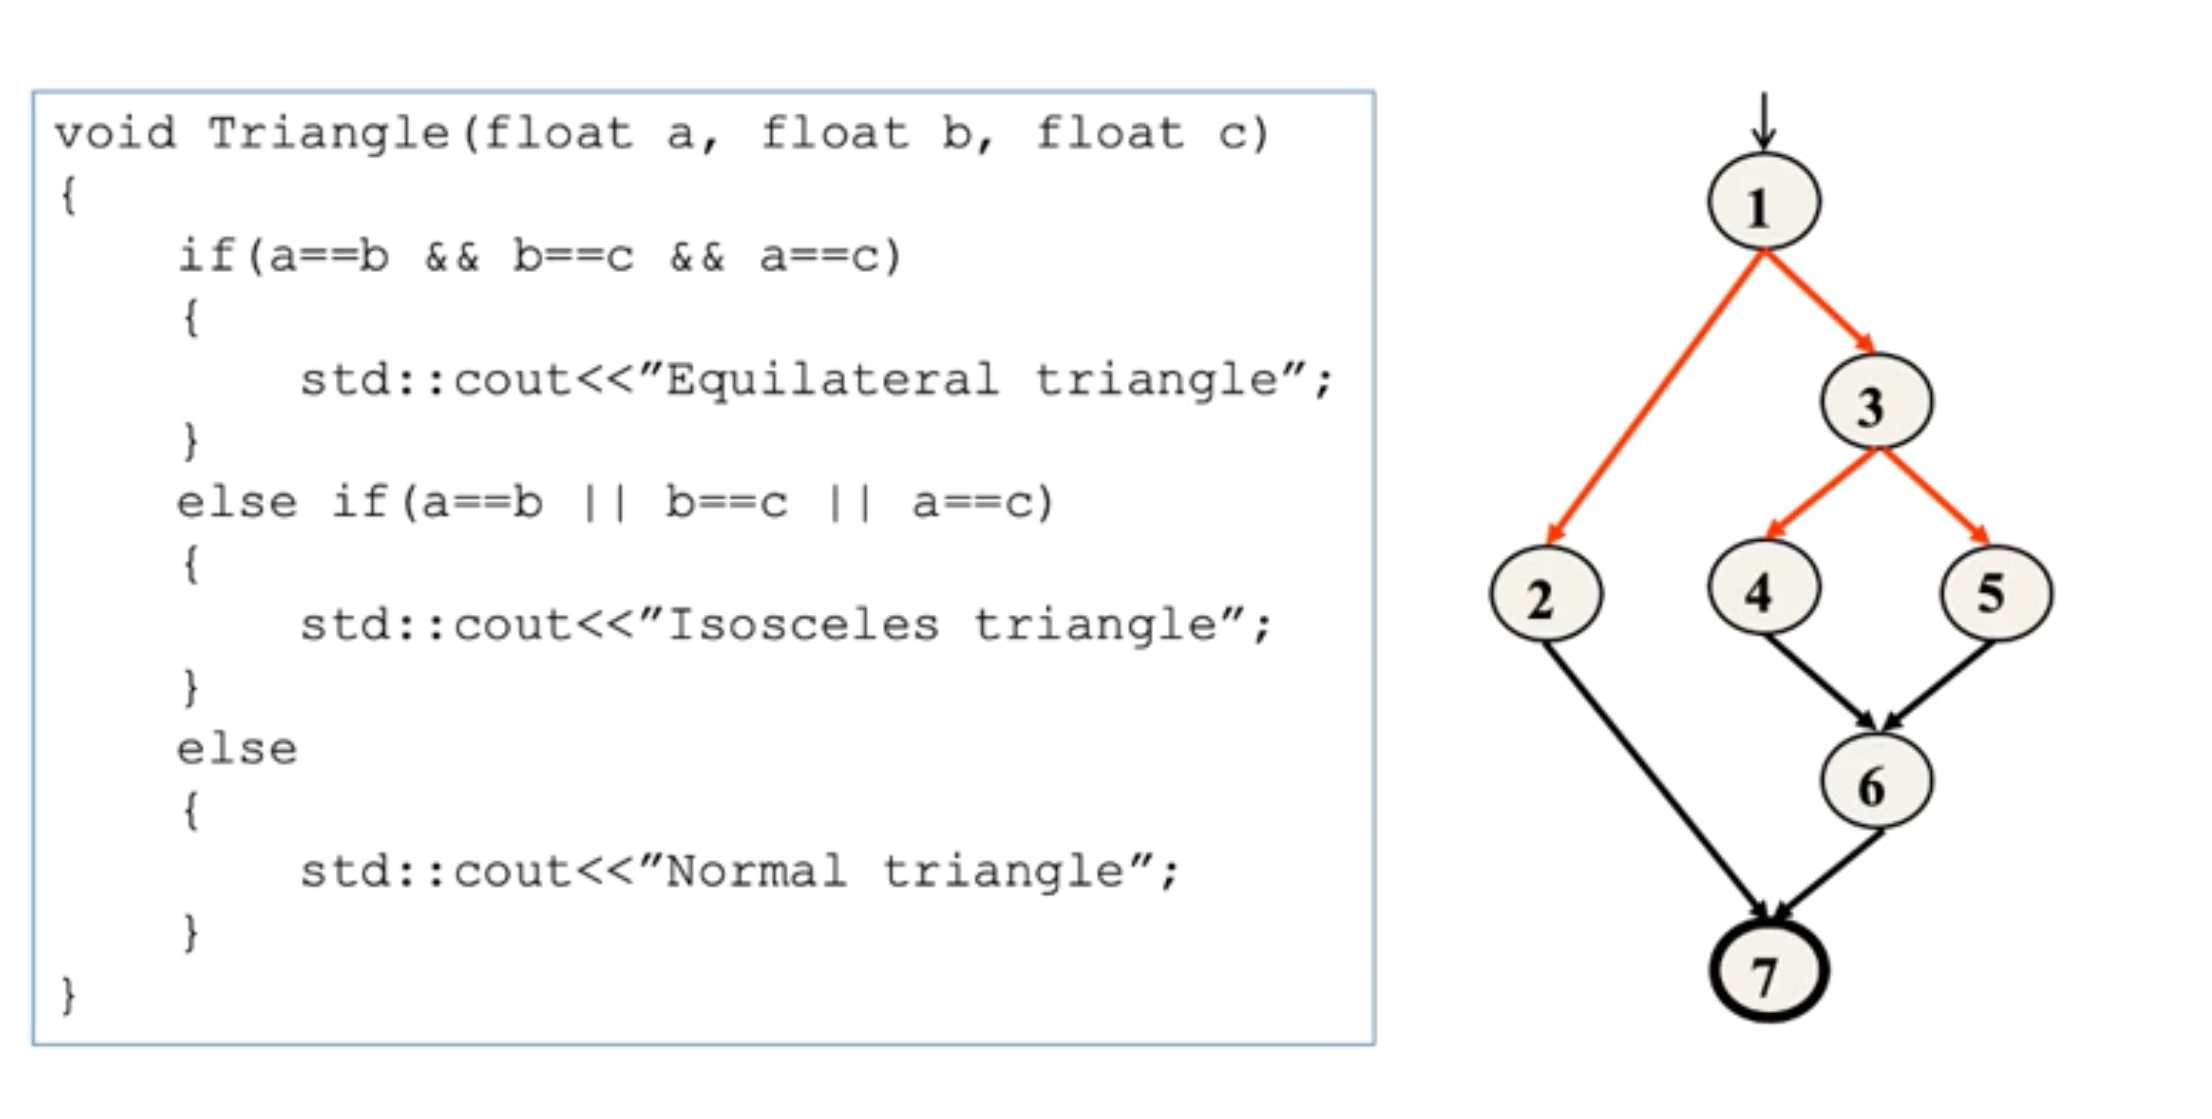 void Triangle(float a, float b, float c)
{
if(a==b && b==c && a==c)
{
std::cout<<”Equilateral triangle”;
}
else if(a==b || b==c || a==c)
{
std::cout<<”Isosceles triangle”;
}
else
{
std::cout<<”Normal triangle”;
}
}
1
3
2
4
5
6
7